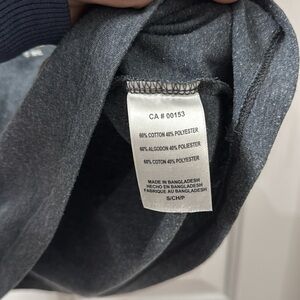 CA # 00153
60% COTTON 40% POLYESTER
60% ALGODON 40% POLYESTER
60% COTON 40% POLYESTER
MADE IN BANGLADESH
HECHO EN BANGLADESH
FABRIQUE AU BANGLADESH
S/CH/P